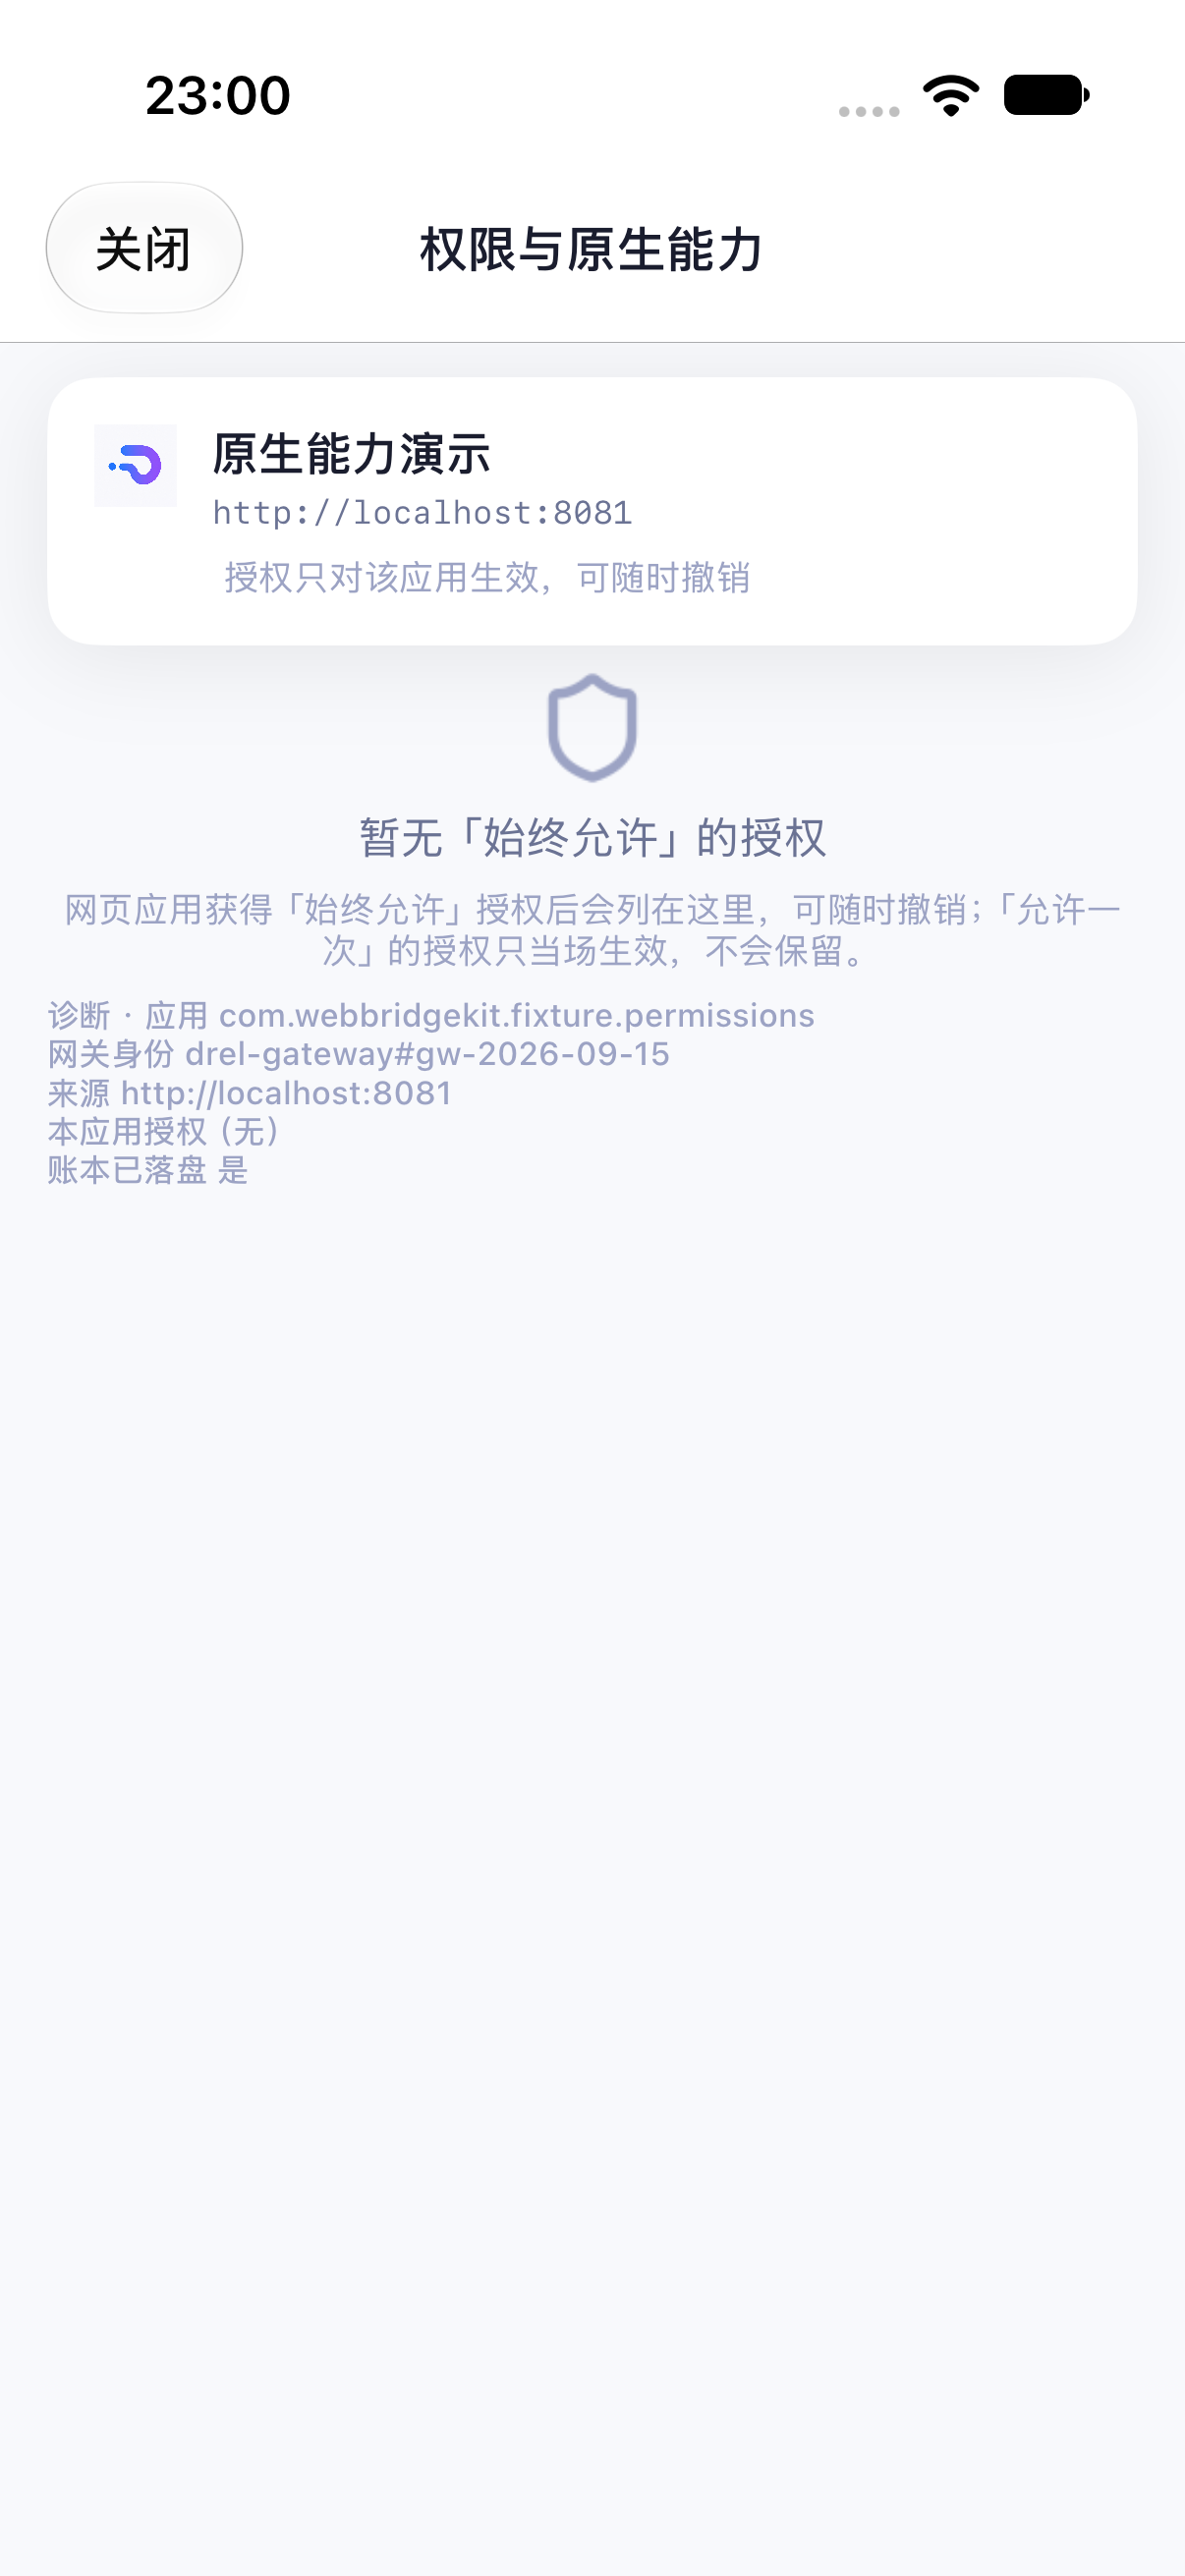 23:00
关闭
权限与原生能力
原生能力演示
http://localhost:8081
授权只对该应用生效，可随时撤销
暂无「始终允许」的授权
网页应用获得「始终允许」授权后会列在这里，可随时撤销；「允许一
次」的授权只当场生效，不会保留。
诊断 · 应用 com.webbridgekit.fixture.permissions
网关身份 drel-gateway#gw-2026-09-15
来源 http://localhost:8081
本应用授权（无）
账本已落盘 是